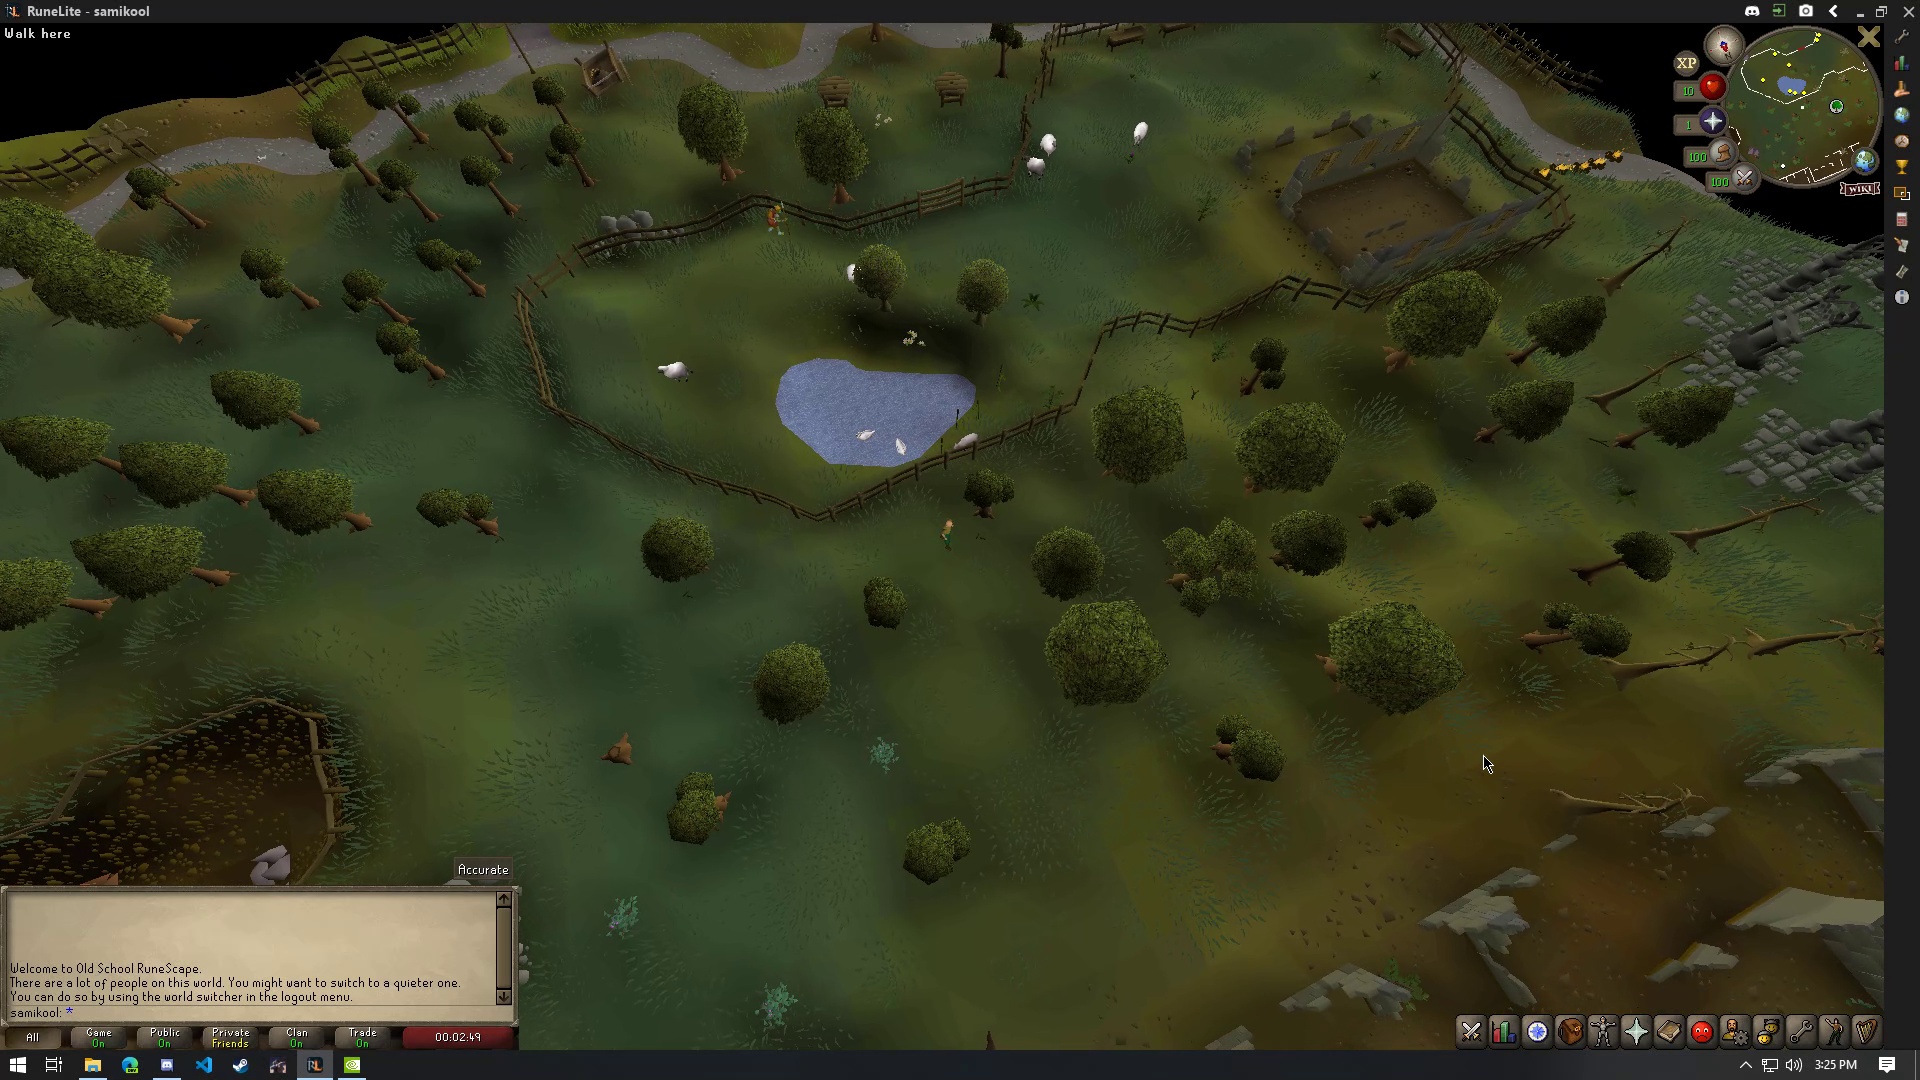 RuneLite - samikool
Walk here
XP
10
1
100
100
WIKI
Accurate
Welcome to Old School RuneScape.
There are a lot of people on this world. You might want to switch to a quieter one.
You can do so by using the world switcher in the logout menu.
samikool: *
All
Game
On
Public
On
Private
Friends
Clan
On
Trade
On
00:02:49
3:25 PM